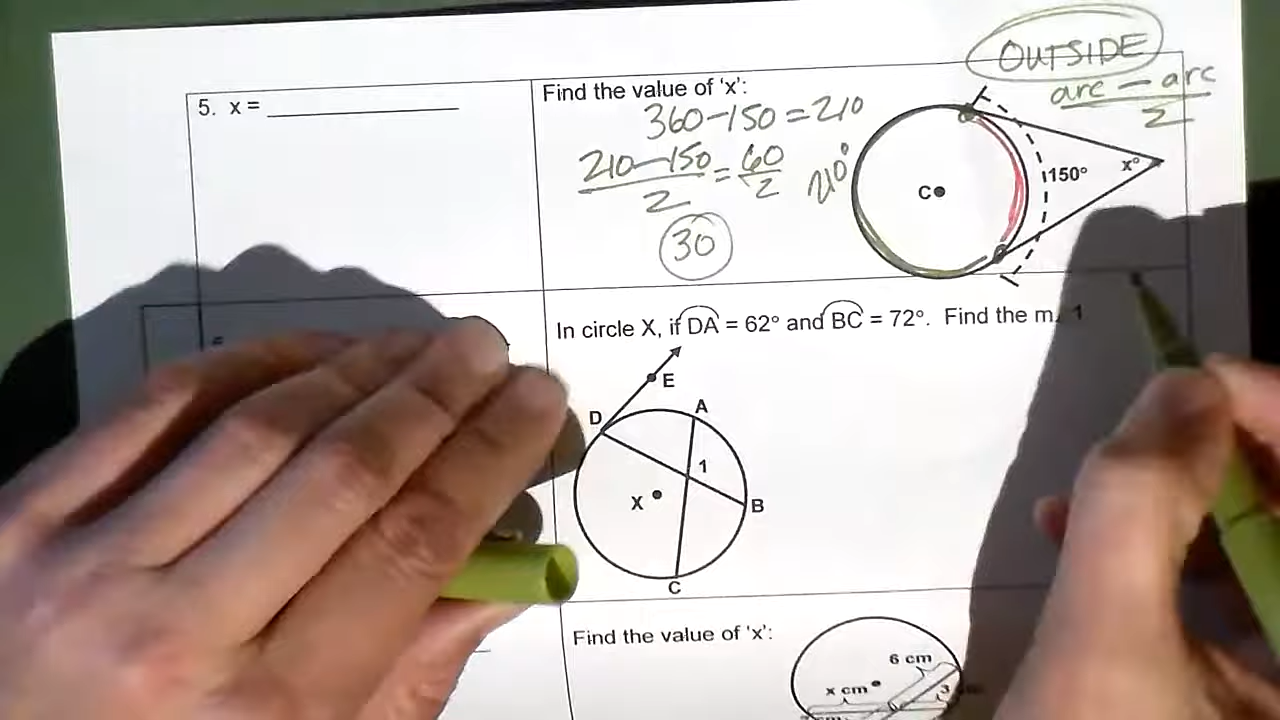 5. x =
Find the value of 'x':
360-150=210
210-150 = 60
2 2
30
210°
C
150°
x°
OUTSIDE
arc - arc
2
=
In circle X, if DA = 62° and BC = 72°. Find the m 1
E
D
A
1
X
B
C
Find the value of 'x':
6 cm
x cm
3